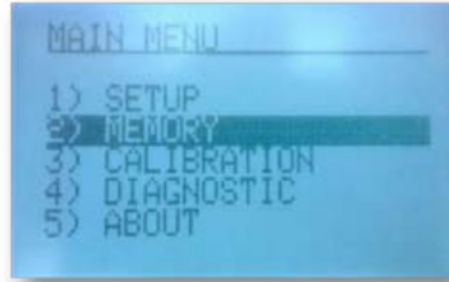 MAIN MENU
1) SETUP
2) MEMORY
3) CALIBRATION
4) DIAGNOSTIC
5) ABOUT